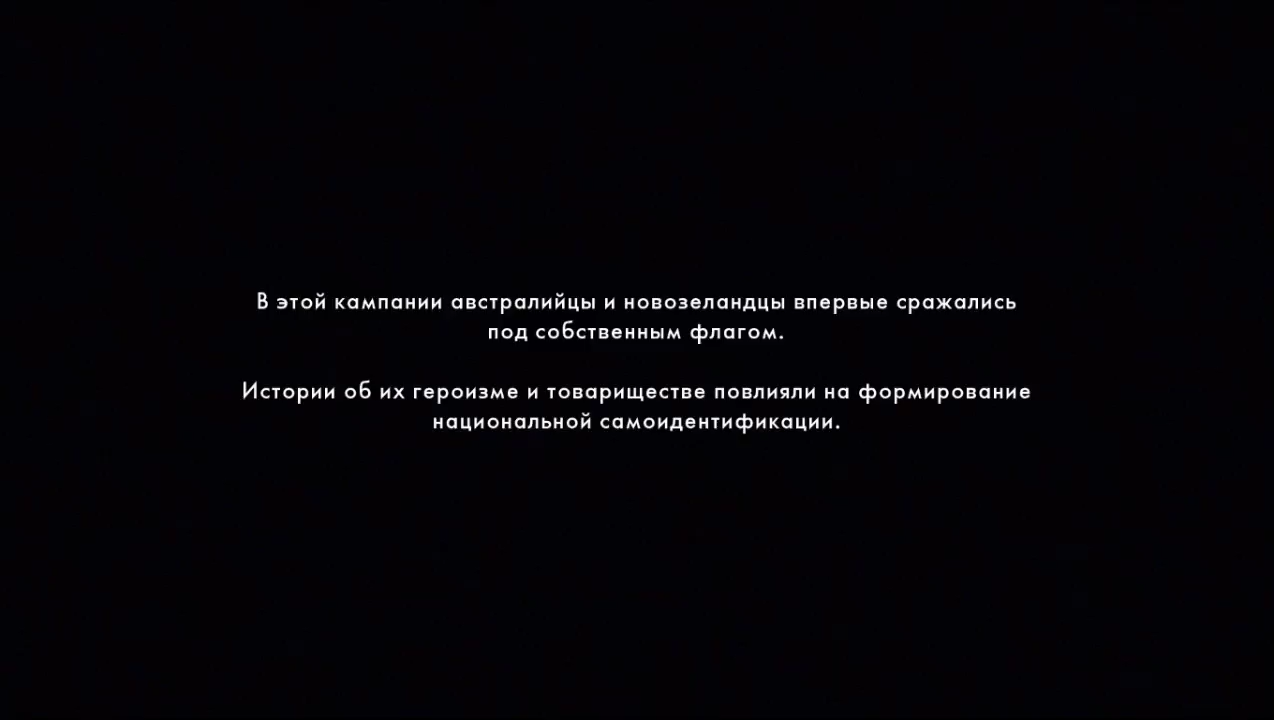 В этой кампании австралийцы и новозеландцы впервые сражались
под собственным флагом.
Истории об их героизме и товариществе повлияли на формирование
национальной самоидентификации.